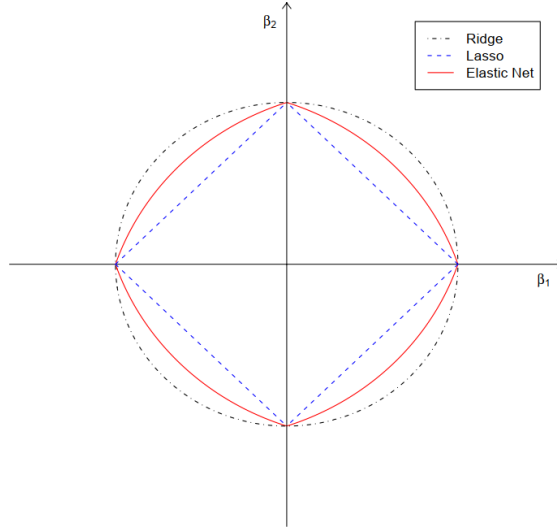 β₂
Ridge
Lasso
Elastic Net
β₁